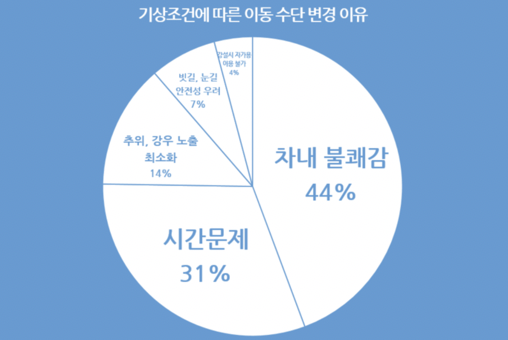 기상조건에 따른 이동 수단 변경 이유
강설시 자가용
이용 불가
4%
빗길, 눈길
안전성 우려
7%
추위, 강우 노출
최소화
14%
차내 불쾌감
44%
시간문제
31%